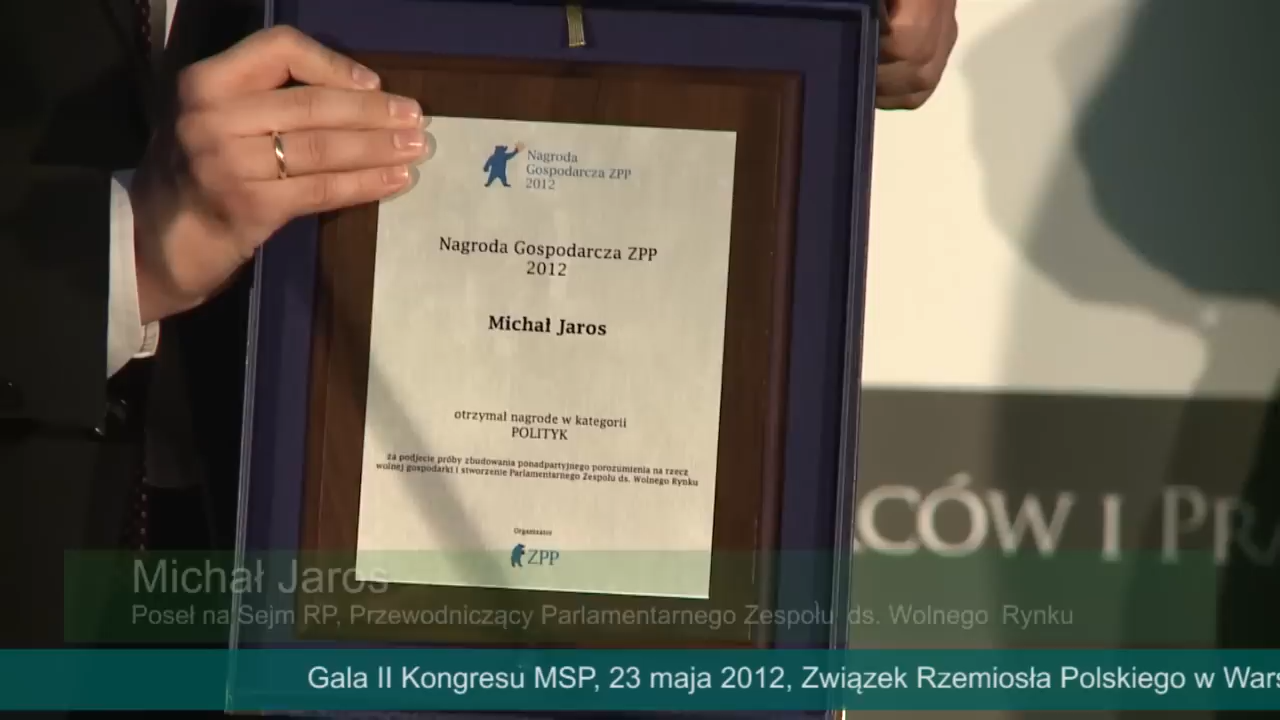 Nagroda
Gospodarcza ZPP
2012
Nagroda Gospodarcza ZPP
2012
Michał Jaros
otrzymał nagrodę w kategorii
POLITYK
za podjęcie próby zbudowania ponadpartyjnego porozumienia na rzecz
wolnej gospodarki i stworzenie Parlamentarnego Zespołu ds. Wolnego Rynku
Organizator
ZPP
CÓW I PRA
Michał Jaros
Poseł na Sejm RP, Przewodniczący Parlamentarnego Zespołu ds. Wolnego Rynku
Gala II Kongresu MSP, 23 maja 2012, Związek Rzemiosła Polskiego w Wars